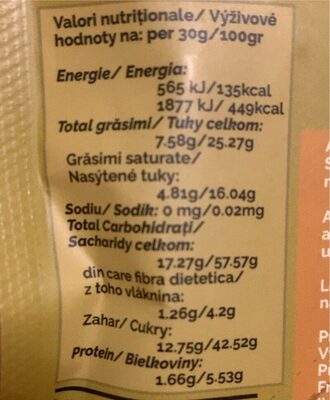 Valori nutriționale/ Výživové
hodnoty na: per 30g/100gr
Energie/ Energia:
565 kJ/135kcal
1877 kJ/ 449kcal
Total grăsimi/ Tuky celkom:
7.58g/25.27g
Grăsimi saturate/
Nasýtené tuky:
4.81g/16.04g
Sodiu/ Sodík: 0 mg/0.02mg
Total Carbohidrați/
Sacharidy celkom:
17.27g/57.57g
din care fibra dietetica/
z toho vláknina:
1.26g/4.2g
Zahar/ Cukry:
12.75g/42.52g
protein/ Bielkoviny:
1.66g/5.53g